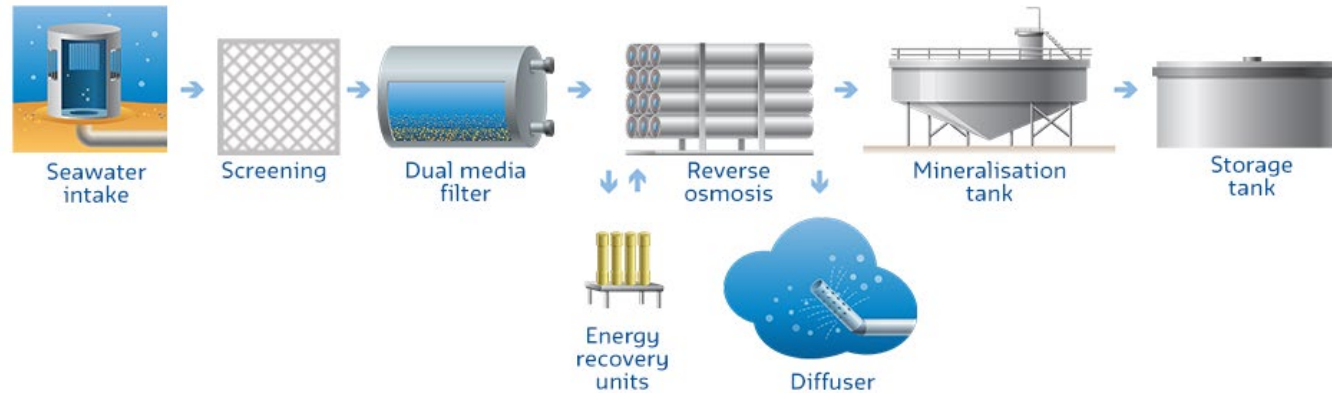 Seawater
intake
Screening
Dual media
filter
Reverse
osmosis
Mineralisation
tank
Storage
tank
Energy
recovery
units
Diffuser